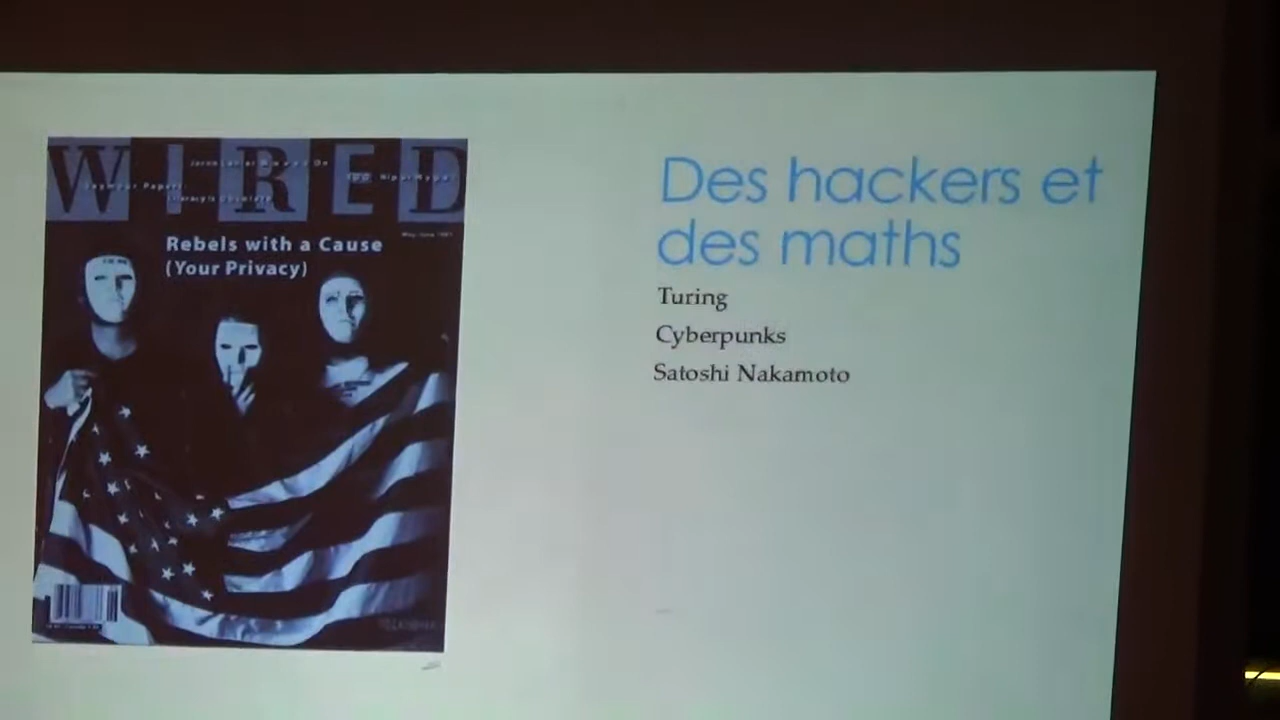 WIRED
Rebels with a Cause
(Your Privacy)
Des hackers et
des maths
Turing
Cyberpunks
Satoshi Nakamoto